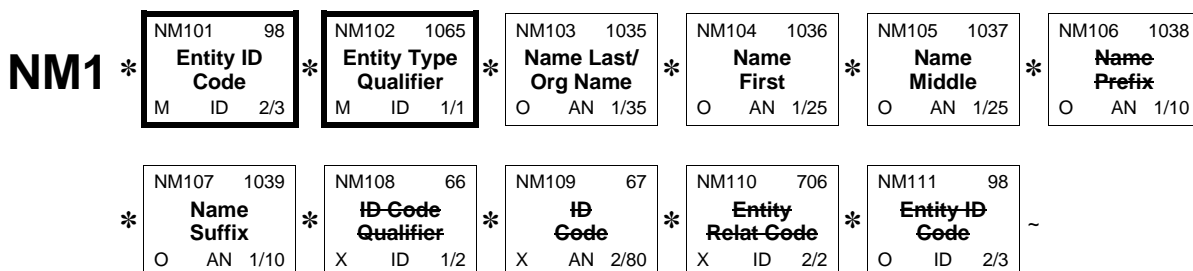 NM1 * NM101 98 * NM102 1065 * NM103 1035 * NM104 1036 * NM105 1037 * NM106 1038
Entity ID Entity Type Name Last/ Name Name Name
Code Qualifier Org Name First Middle Prefix
M ID 2/3 M ID 1/1 O AN 1/35 O AN 1/25 O AN 1/25 O AN 1/10
* NM107 1039 * NM108 66 * NM109 67 * NM110 706 * NM111 98 ~
Name ID Code ID Entity Entity ID
Suffix Qualifier Code Relat Code Code
O AN 1/10 X ID 1/2 X AN 2/80 X ID 2/2 O ID 2/3